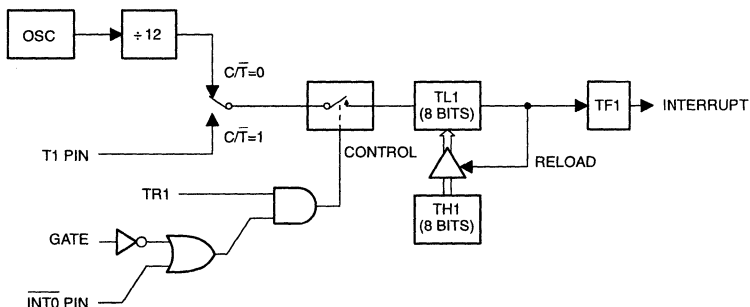 OSC
÷12
C/T̅=0
C/T̅=1
T1 PIN
CONTROL
TL1
(8 BITS)
TF1
INTERRUPT
RELOAD
TH1
(8 BITS)
TR1
GATE
I̅N̅T̅0̅ PIN